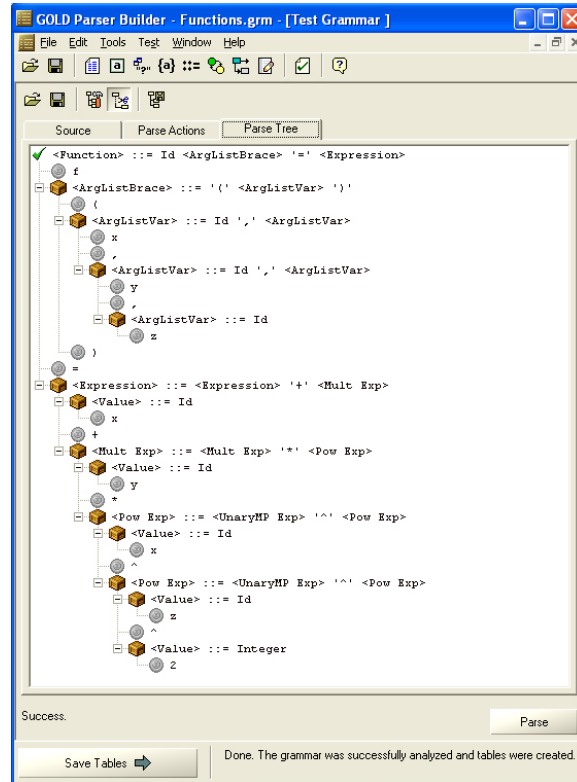 GOLD Parser Builder - Functions.grm - [Test Grammar ]
File Edit Tools Test Window Help
Source Parse Actions Parse Tree
<Function> ::= Id <ArgListBrace> '=' <Expression>
f
<ArgListBrace> ::= '(' <ArgListVar> ')'
(
<ArgListVar> ::= Id ',' <ArgListVar>
x
,
<ArgListVar> ::= Id ',' <ArgListVar>
y
,
<ArgListVar> ::= Id
z
)
=
<Expression> ::= <Expression> '+' <Mult Exp>
<Value> ::= Id
x
+
<Mult Exp> ::= <Mult Exp> '*' <Pow Exp>
<Value> ::= Id
y
*
<Pow Exp> ::= <UnaryMP Exp> '^' <Pow Exp>
<Value> ::= Id
x
^
<Pow Exp> ::= <UnaryMP Exp> '^' <Pow Exp>
<Value> ::= Id
z
^
<Value> ::= Integer
2
Success.
Parse
Save Tables
Done. The grammar was successfully analyzed and tables were created.